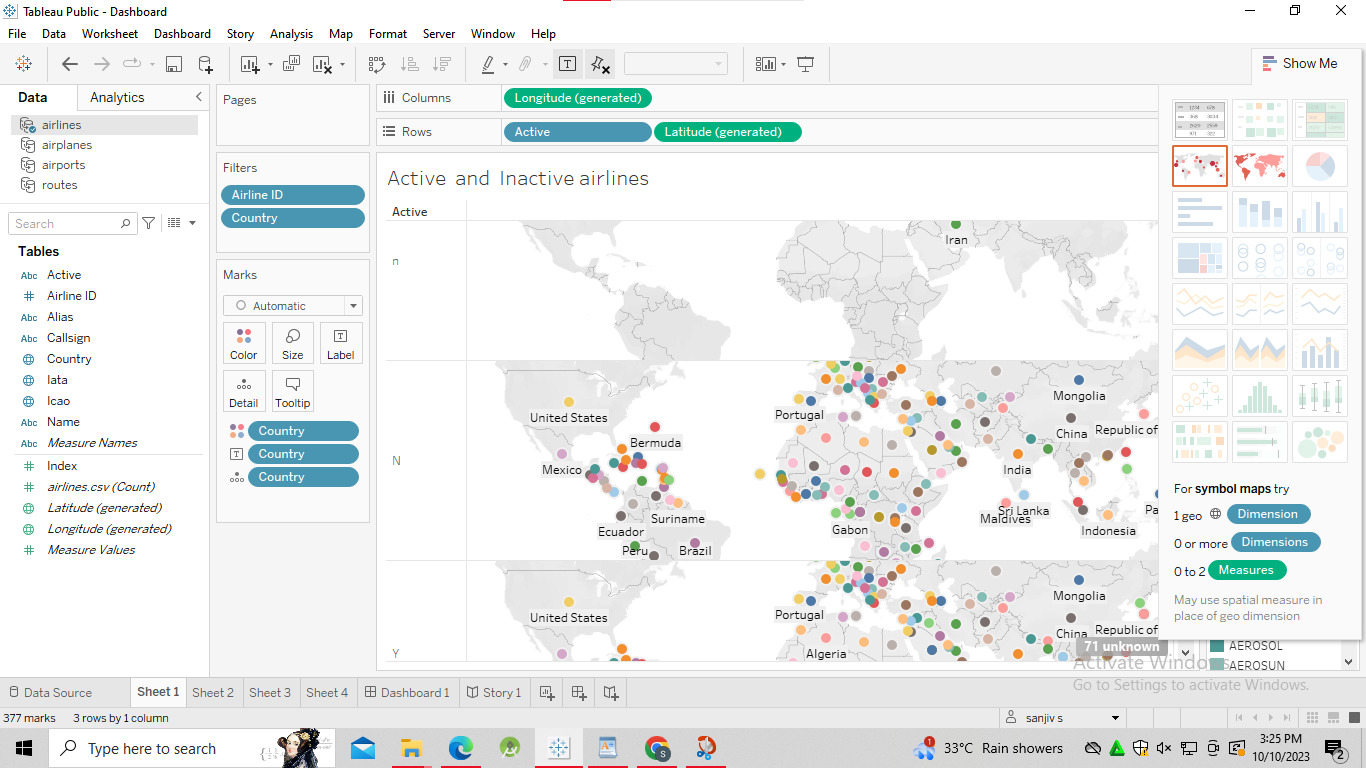 Tableau Public - Dashboard
File Data Worksheet Dashboard Story Analysis Map Format Server Window Help
Show Me
Data Analytics
airlines
airplanes
airports
routes
Search
Tables
Abc Active
# Airline ID
Abc Alias
Abc Callsign
Country
Iata
Icao
Abc Name
Abc Measure Names
# Index
# airlines.csv (Count)
Latitude (generated)
Longitude (generated)
# Measure Values
Pages
Filters
Airline ID
Country
Marks
Automatic
Color Size Label
Detail Tooltip
Country
Country
Country
Columns Longitude (generated)
Rows Active Latitude (generated)
Active and Inactive airlines
Active
n
Iran
N
United States
Bermuda
Mexico
Suriname
Ecuador
Peru
Brazil
Portugal
Gabon
Mongolia
China
Republic of
India
Sri Lanka
Maldives
Indonesia
Pa
Y
United States
Portugal
Algeria
Mongolia
China
Republic of
71 unknown
For symbol maps try
1 geo Dimension
0 or more Dimensions
0 to 2 Measures
May use spatial measure in
place of geo dimension
AEROSOL
AEROSUN
Activate Windows
Go to Settings to activate Windows.
Data Source Sheet 1 Sheet 2 Sheet 3 Sheet 4 Dashboard 1 Story 1
377 marks 3 rows by 1 column
sanjiv s
Type here to search
S
33°C Rain showers
3:25 PM
10/10/2023
2